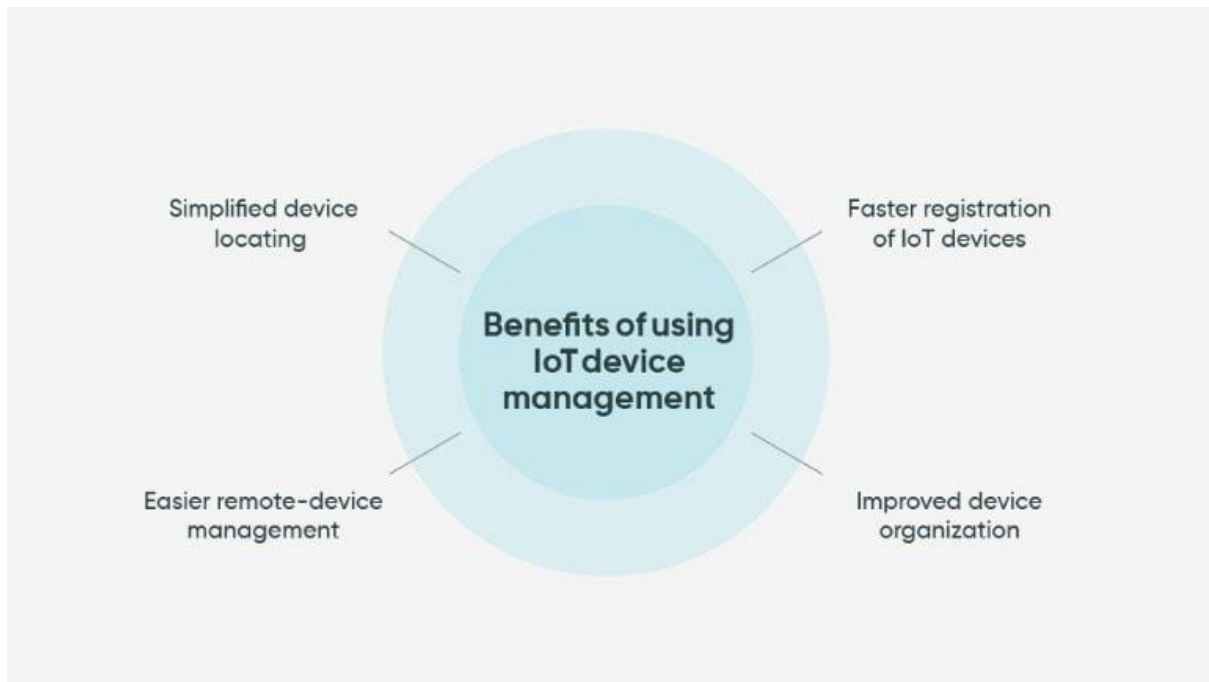 Simplified device
locating
Faster registration
of IoT devices
Benefits of using
IoT device
management
Easier remote-device
management
Improved device
organization